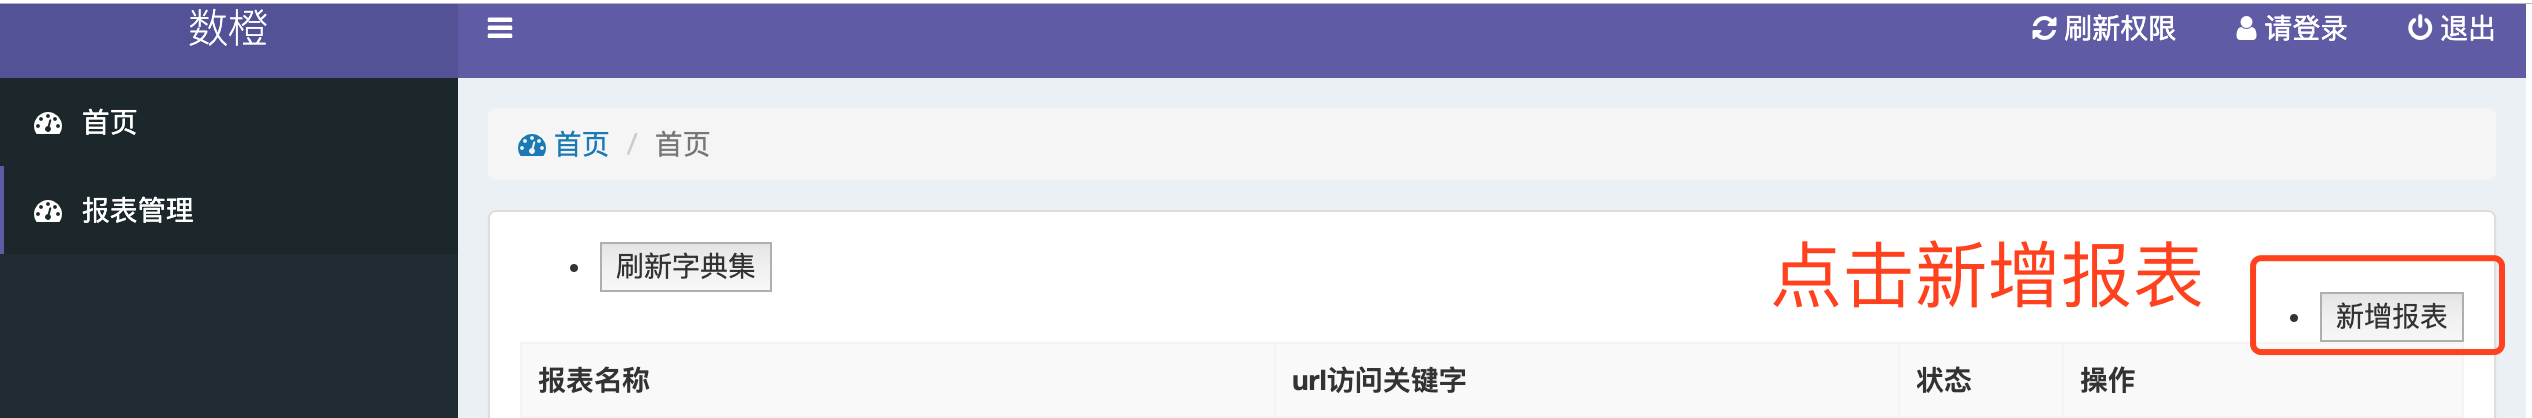 数橙
刷新权限 请登录 退出
首页
首页 / 首页
报表管理
刷新字典集
点击新增报表
新增报表
报表名称 url访问关键字 状态 操作